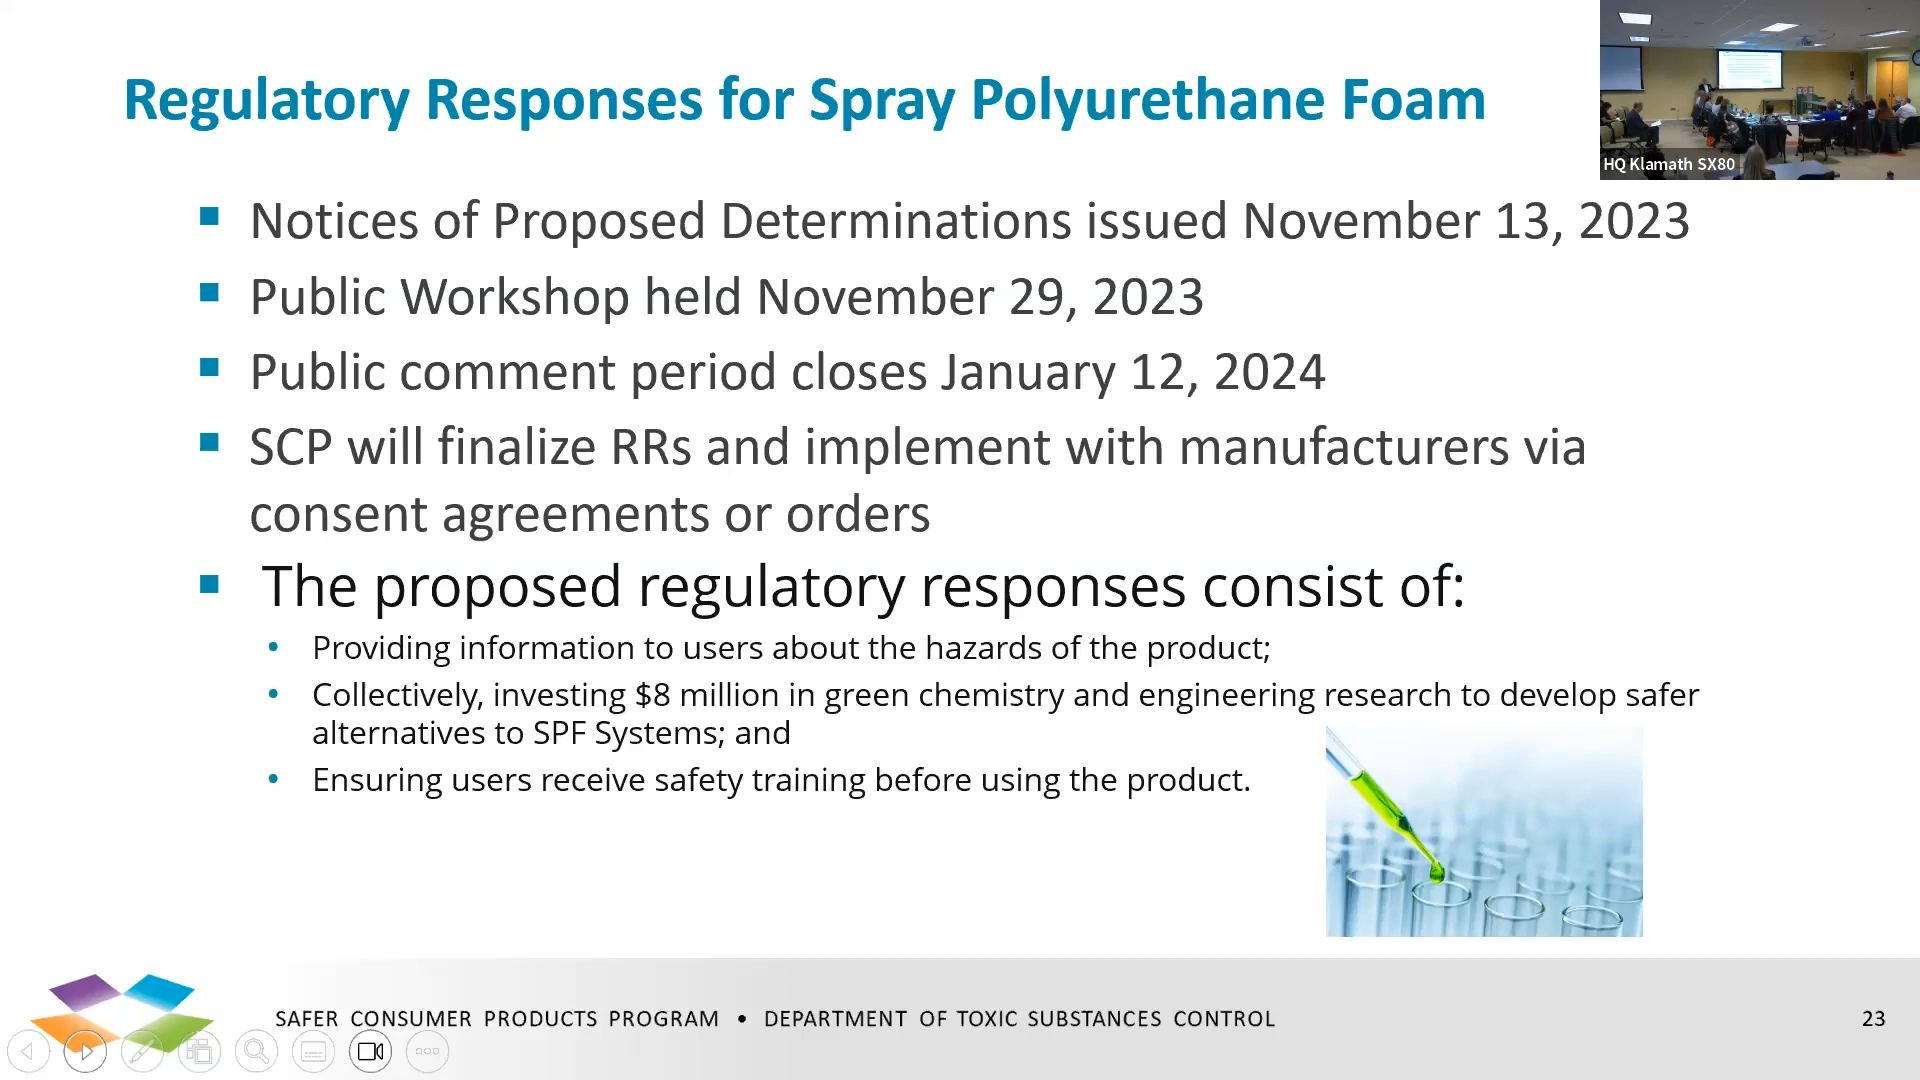 Regulatory Responses for Spray Polyurethane Foam
HQ Klamath SX80
Notices of Proposed Determinations issued November 13, 2023
Public Workshop held November 29, 2023
Public comment period closes January 12, 2024
SCP will finalize RRs and implement with manufacturers via
consent agreements or orders
The proposed regulatory responses consist of:
Providing information to users about the hazards of the product;
Collectively, investing $8 million in green chemistry and engineering research to develop safer
alternatives to SPF Systems; and
Ensuring users receive safety training before using the product.
SAFER CONSUMER PRODUCTS PROGRAM • DEPARTMENT OF TOXIC SUBSTANCES CONTROL
23